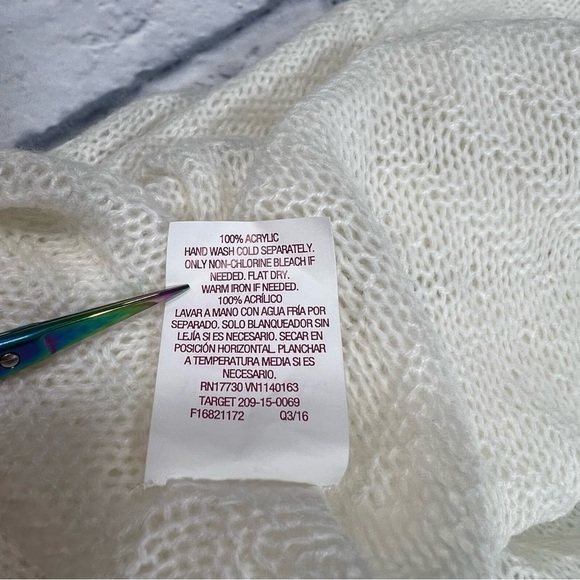 100% ACRYLIC
HAND WASH COLD SEPARATELY.
ONLY NON-CHLORINE BLEACH IF
NEEDED. FLAT DRY.
WARM IRON IF NEEDED.
100% ACRÍLICO
LAVAR A MANO CON AGUA FRÍA POR
SEPARADO. SOLO BLANQUEADOR SIN
LEJÍA SI ES NECESARIO. SECAR EN
POSICIÓN HORIZONTAL. PLANCHAR
A TEMPERATURA MEDIA SI ES
NECESARIO.
RN17730 VN1140163
TARGET 209-15-0069
F16821172 Q3/16